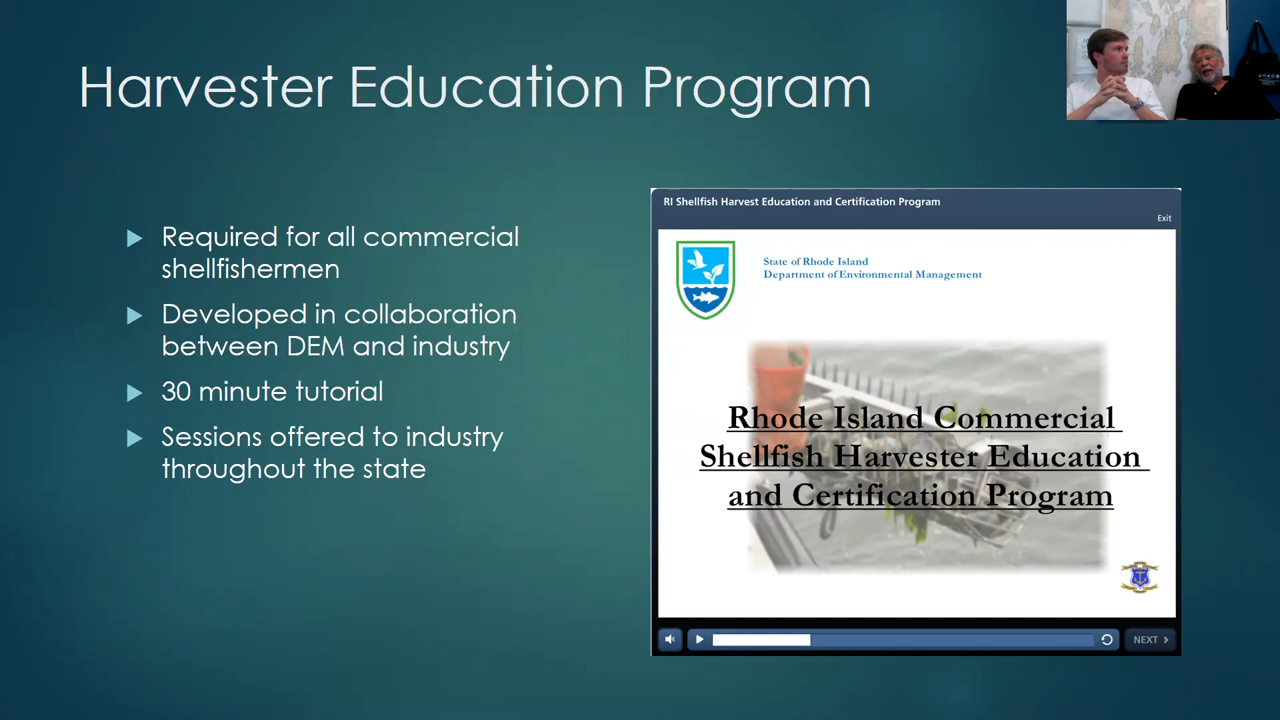 Harvester Education Program
Required for all commercial
shellfishermen
Developed in collaboration
between DEM and industry
30 minute tutorial
Sessions offered to industry
throughout the state
RI Shellfish Harvest Education and Certification Program
Exit
State of Rhode Island
Department of Environmental Management
Rhode Island Commercial
Shellfish Harvester Education
and Certification Program
NEXT